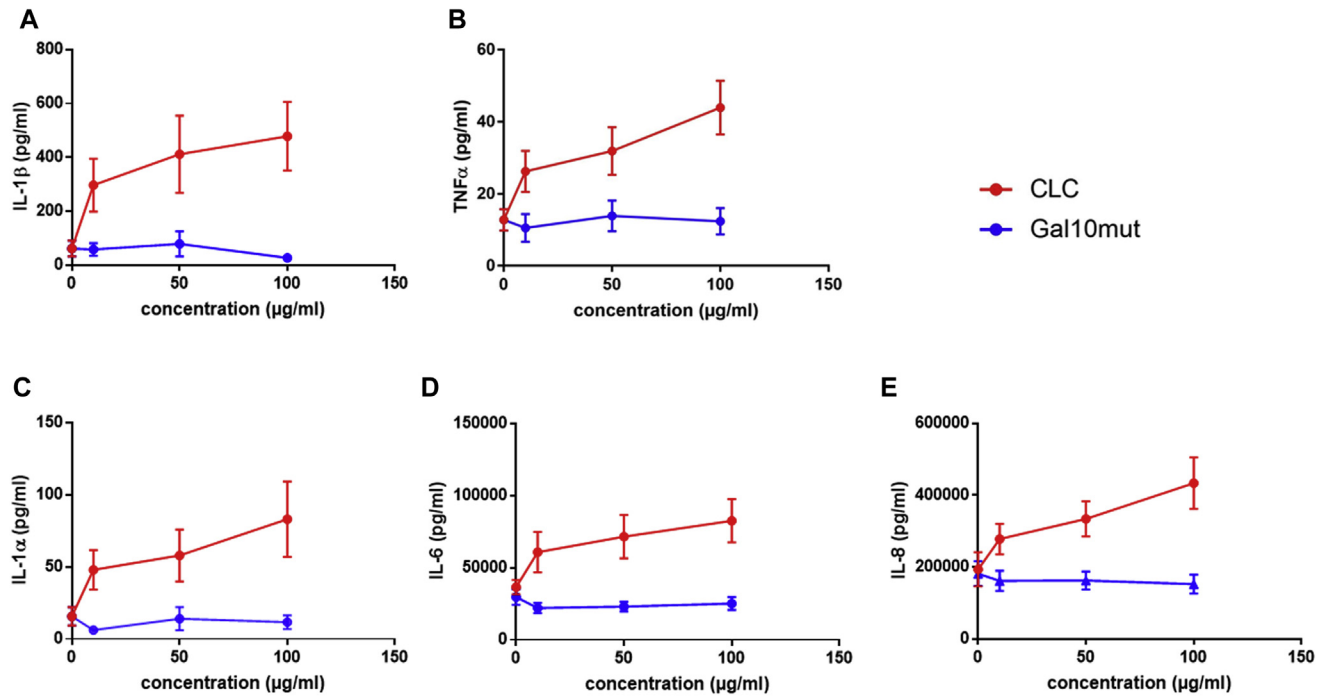 A
800
600
400
200
0
IL-1β (pg/ml)
0 50 100 150
concentration (µg/ml)
B
60
40
20
0
TNFα (pg/ml)
0 50 100 150
concentration (µg/ml)
CLC
Gal10mut
C
150
100
50
0
IL-1α (pg/ml)
0 50 100 150
concentration (µg/ml)
D
150000
100000
50000
0
IL-6 (pg/ml)
0 50 100 150
concentration (µg/ml)
E
600000
400000
200000
0
IL-8 (pg/ml)
0 50 100 150
concentration (µg/ml)